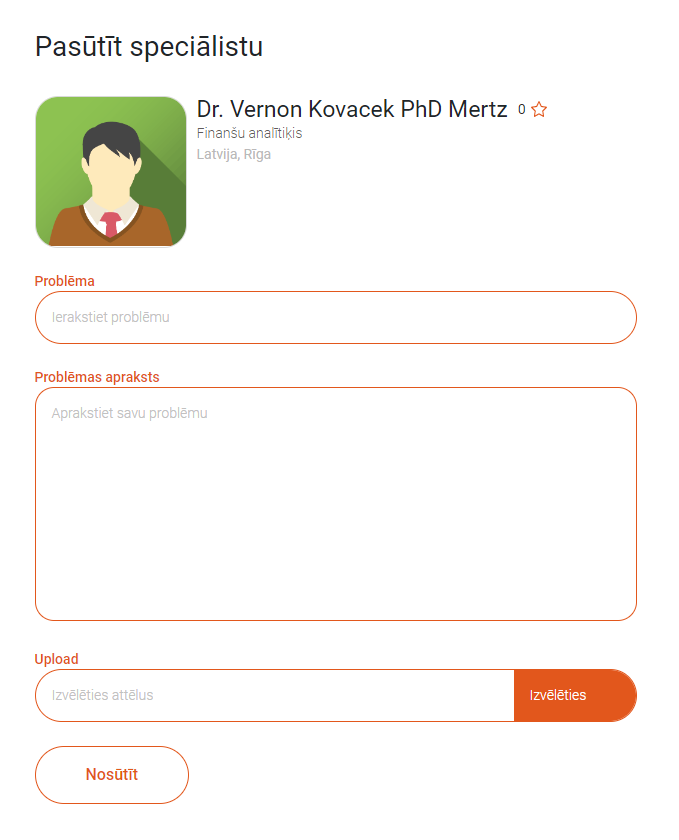 Pasūtīt speciālistu
Dr. Vernon Kovacek PhD Mertz 0
Finanšu analītiķis
Latvija, Rīga
Problēma
Ierakstiet problēmu
Problēmas apraksts
Aprakstiet savu problēmu
Upload
Izvēlēties attēlus Izvēlēties
Nosūtīt